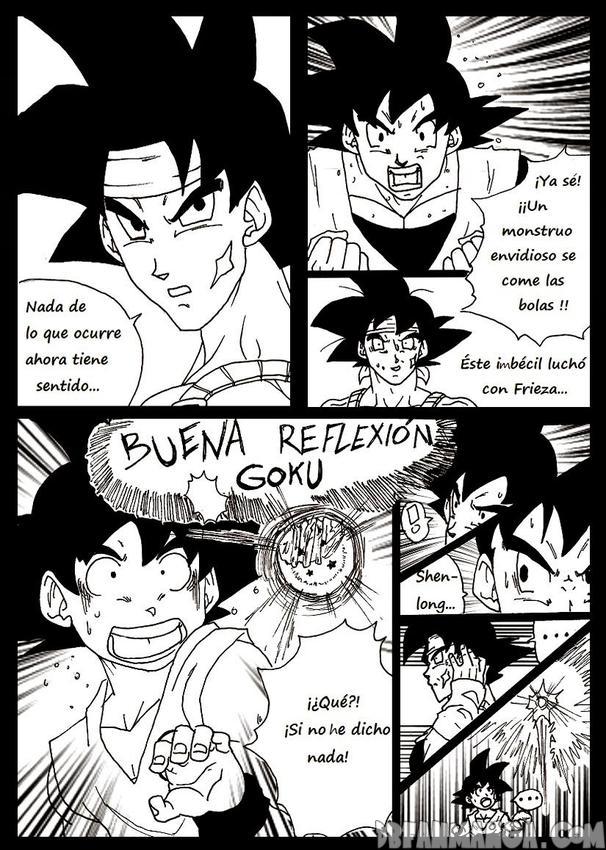 Nada de
lo que ocurre
ahora tiene
sentido...
¡Ya sé!
¡¡Un
monstruo
envidioso se
come las
bolas !!
Éste imbécil luchó
con Frieza...
BUENA REFLEXIÓN
GOKU
!
Shen-
long...
....
¡¿Qué?!
¡Si no he dicho
nada!
...
DBFANMANGA.COM